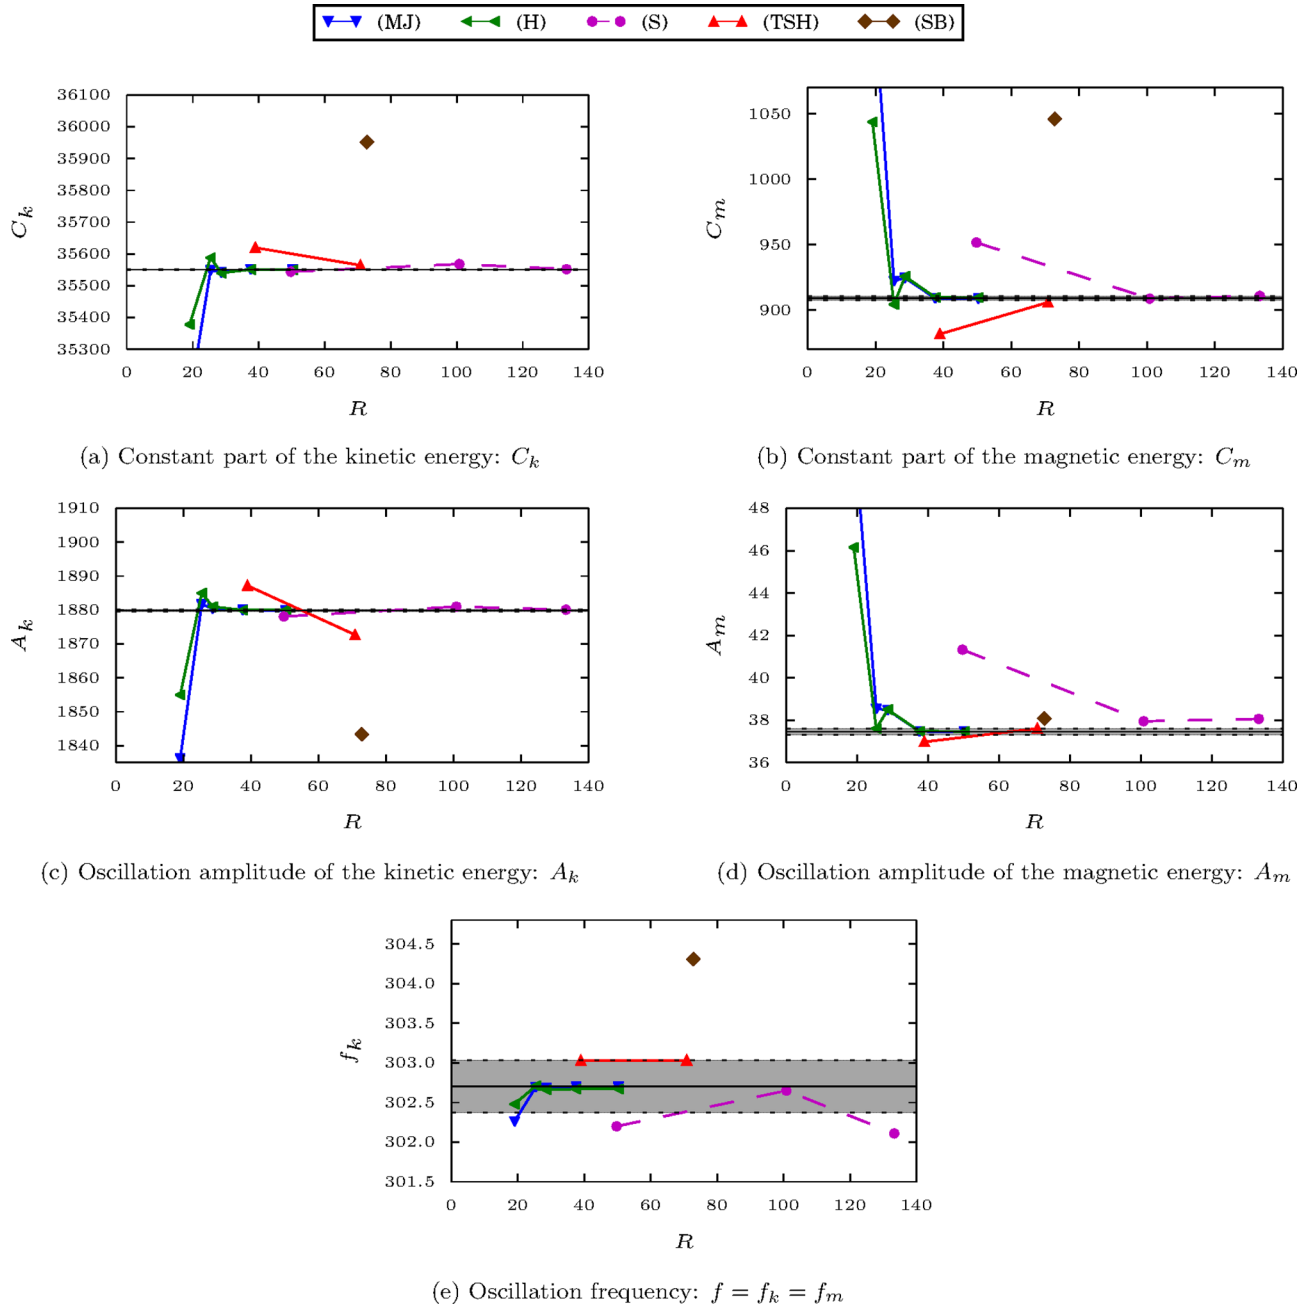 (MJ) (H) (S) (TSH) (SB)
36100
36000
35900
35800
35700
35600
35500
35400
35300
C_k
0 20 40 60 80 100 120 140
R
(a) Constant part of the kinetic energy: C_k
1050
1000
950
900
C_m
0 20 40 60 80 100 120 140
R
(b) Constant part of the magnetic energy: C_m
1910
1900
1890
1880
1870
1860
1850
1840
A_k
0 20 40 60 80 100 120 140
R
(c) Oscillation amplitude of the kinetic energy: A_k
48
46
44
42
40
38
36
A_m
0 20 40 60 80 100 120 140
R
(d) Oscillation amplitude of the magnetic energy: A_m
304.5
304.0
303.5
303.0
302.5
302.0
301.5
f_k
0 20 40 60 80 100 120 140
R
(e) Oscillation frequency: f = f_k = f_m